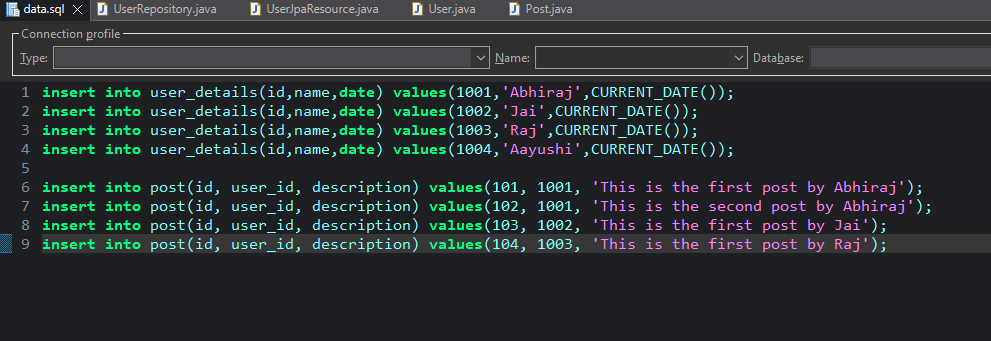 data.sql UserRepository.java UserJpaResource.java User.java Post.java
Connection profile
Type: Name: Database:
1 insert into user_details(id,name,date) values(1001,'Abhiraj',CURRENT_DATE());
2 insert into user_details(id,name,date) values(1002,'Jai',CURRENT_DATE());
3 insert into user_details(id,name,date) values(1003,'Raj',CURRENT_DATE());
4 insert into user_details(id,name,date) values(1004,'Aayushi',CURRENT_DATE());
5
6 insert into post(id, user_id, description) values(101, 1001, 'This is the first post by Abhiraj');
7 insert into post(id, user_id, description) values(102, 1001, 'This is the second post by Abhiraj');
8 insert into post(id, user_id, description) values(103, 1002, 'This is the first post by Jai');
9 insert into post(id, user_id, description) values(104, 1003, 'This is the first post by Raj');